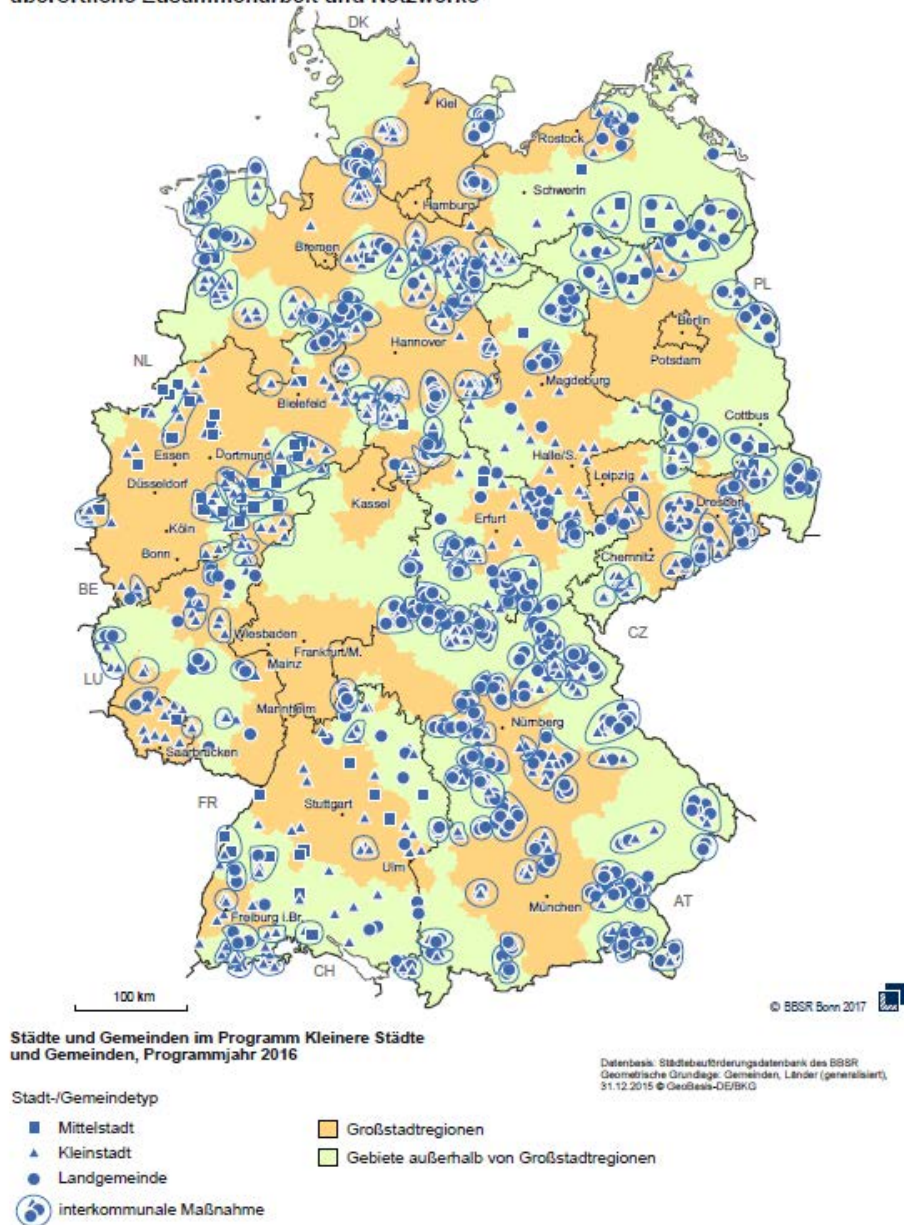 überörtliche Zusammenarbeit und Netzwerke
DK
Kiel
Rostock
Schwerin
Hamburg
Bremen
PL
Berlin
Hannover
Potsdam
NL
Magdeburg
Bielefeld
Cottbus
Essen
Dortmund
Halle/S.
Leipzig
Düsseldorf
Kassel
Dresden
Köln
Erfurt
Bonn
Chemnitz
BE
CZ
Wiesbaden
Frankfurt/M.
LU
Mainz
Mannheim
Nürnberg
Saarbrücken
FR
Stuttgart
Ulm
München
AT
Freiburg i.Br.
CH
100 km
© BBSR Bonn 2017
Städte und Gemeinden im Programm Kleinere Städte
und Gemeinden, Programmjahr 2016
Datenbasis: Städtebauförderungsdatenbank des BBSR
Geometrische Grundlage: Gemeinden, Länder (generalisiert),
31.12.2015 © GeoBasis-DE/BKG
Stadt-/Gemeindetyp
Mittelstadt
Kleinstadt
Landgemeinde
interkommunale Maßnahme
Großstadtregionen
Gebiete außerhalb von Großstadtregionen